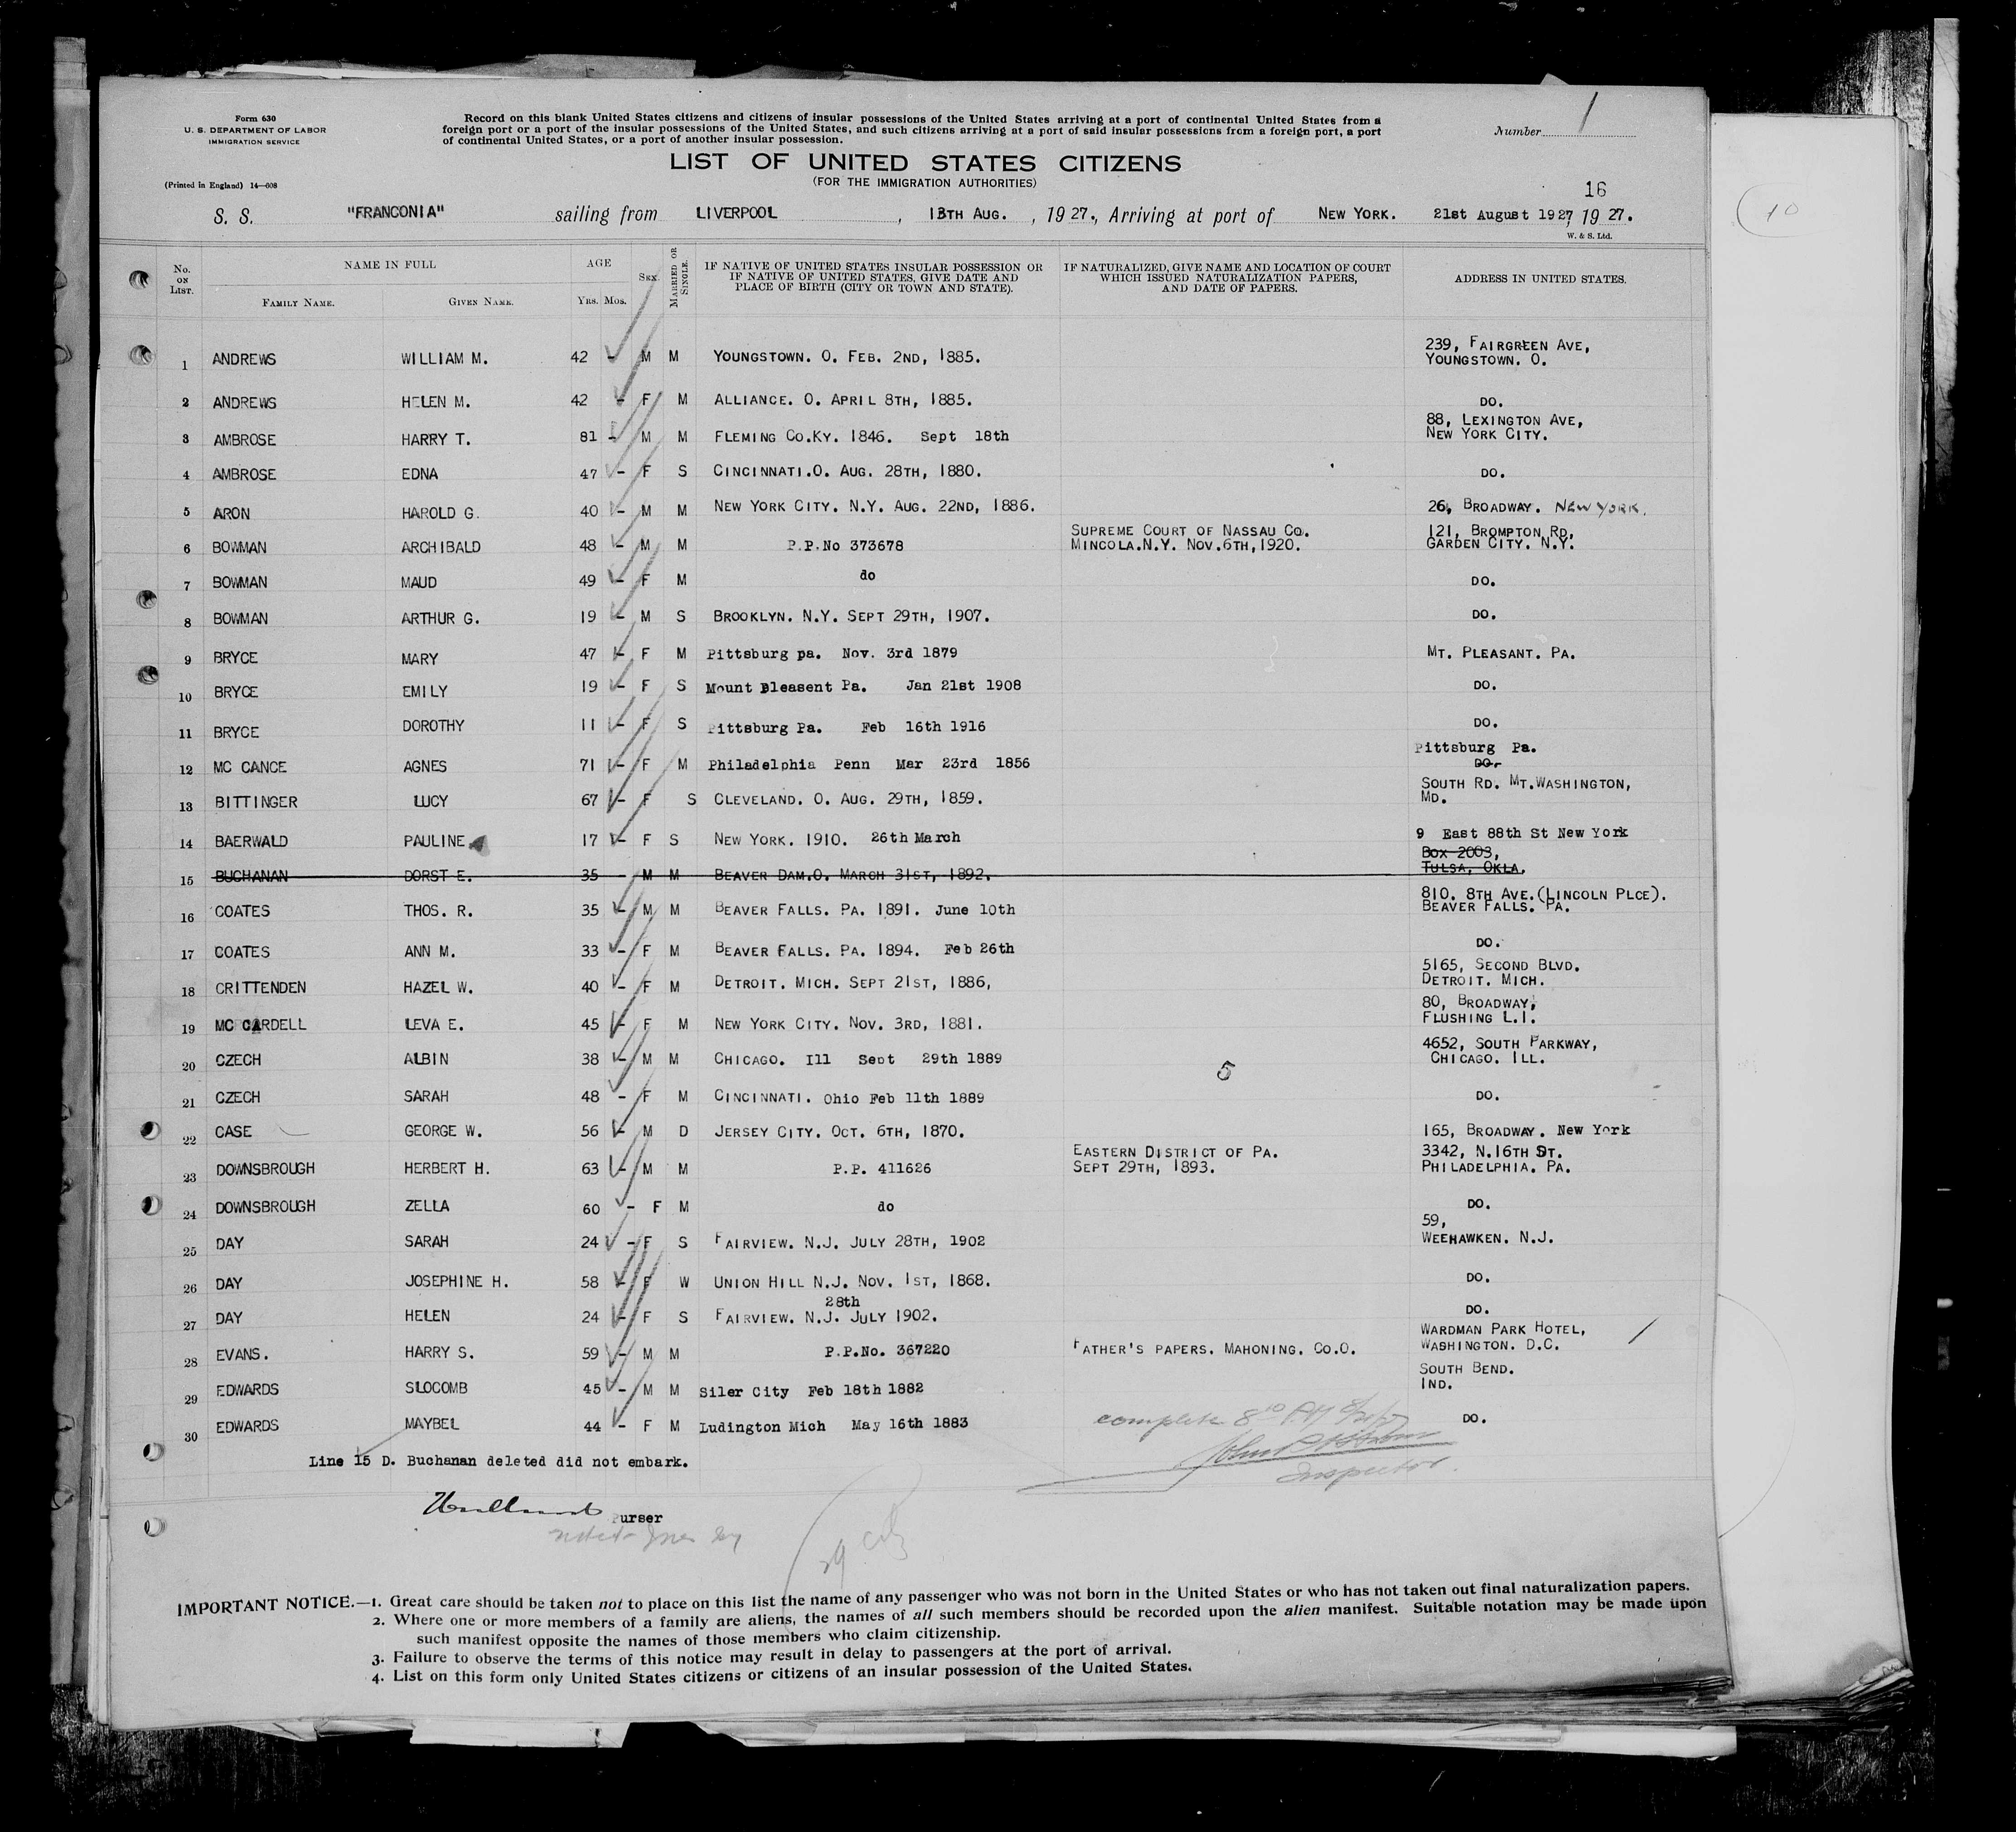 Form 630
U. S. DEPARTMENT OF LABOR
IMMIGRATION SERVICE
(Printed in England) 14—608
Record on this blank United States citizens and citizens of insular possessions of the United States arriving at a port of continental United States from a
foreign port or a port of the insular possessions of the United States, and such citizens arriving at a port of said insular possessions from a foreign port, a port
of continental United States, or a port of another insular possession.
Number 1
LIST OF UNITED STATES CITIZENS
(FOR THE IMMIGRATION AUTHORITIES)
16
S. S. "FRANCONIA" sailing from LIVERPOOL, 13TH AUG., 1927., Arriving at port of NEW YORK. 21st August 1927, 1927.
W. & S. Ltd.
10
No. ON LIST. NAME IN FULL FAMILY NAME. GIVEN NAME. AGE YRS. MOS. SEX. MARRIED OR SINGLE. IF NATIVE OF UNITED STATES INSULAR POSSESSION OR IF NATIVE OF UNITED STATES, GIVE DATE AND PLACE OF BIRTH (CITY OR TOWN AND STATE). IF NATURALIZED, GIVE NAME AND LOCATION OF COURT WHICH ISSUED NATURALIZATION PAPERS, AND DATE OF PAPERS. ADDRESS IN UNITED STATES.
1 ANDREWS WILLIAM M. 42 - M M YOUNGSTOWN. O. FEB. 2ND, 1885. 239, FAIRGREEN AVE, YOUNGSTOWN. O.
2 ANDREWS HELEN M. 42 - F M ALLIANCE. O. APRIL 8TH, 1885. DO.
3 AMBROSE HARRY T. 81 - M M FLEMING CO.KY. 1846. Sept 18th 88, LEXINGTON AVE, NEW YORK CITY.
4 AMBROSE EDNA 47 - F S CINCINNATI.O. AUG. 28TH, 1880. DO.
5 ARON HAROLD G. 40 - M M NEW YORK CITY. N.Y. AUG. 22ND, 1886. 26, BROADWAY. NEW YORK.
6 BOWMAN ARCHIBALD 48 - M M P.P.No 373678 SUPREME COURT OF NASSAU CO. MINCOLA.N.Y. NOV.6TH,1920. 121, BROMPTON RD, GARDEN CITY. N.Y.
7 BOWMAN MAUD 49 - F M do DO.
8 BOWMAN ARTHUR G. 19 - M S BROOKLYN. N.Y. SEPT 29TH, 1907. DO.
9 BRYCE MARY 47 - F M Pittsburg pa. Nov. 3rd 1879 MT. PLEASANT. PA.
10 BRYCE EMILY 19 - F S Mount Pleasent Pa. Jan 21st 1908 DO.
11 BRYCE DOROTHY 11 - F S Pittsburg Pa. Feb 16th 1916 DO.
12 MC CANCE AGNES 71 - F M Philadelphia Penn Mar 23rd 1856 Pittsburg Pa. DO.
13 BITTINGER LUCY 67 - F S CLEVELAND. O. AUG. 29TH, 1859. SOUTH RD. MT.WASHINGTON, MD.
14 BAERWALD PAULINE 17 - F S NEW YORK. 1910. 26th March 9 East 88th St New York
15 BUCHANAN DORST E. 35 - M M BEAVER DAM.O. MARCH 31ST, 1892. BOX 2003, TULSA, OKLA.
16 COATES THOS. R. 35 - M M BEAVER FALLS. PA. 1891. June 10th 810. 8TH AVE.(LINCOLN PLCE). BEAVER FALLS. PA.
17 COATES ANN M. 33 - F M BEAVER FALLS. PA. 1894. Feb 26th DO.
18 CRITTENDEN HAZEL W. 40 - F M DETROIT. MICH. SEPT 21ST, 1886, 5165, SECOND BLVD. DETROIT. MICH.
19 MC CARDELL LEVA E. 45 - F M NEW YORK CITY. NOV. 3RD, 1881. 80, BROADWAY, FLUSHING L.I.
20 CZECH ALBIN 38 - M M CHICAGO. Ill Sept 29th 1889 4652, SOUTH PARKWAY, CHICAGO. ILL.
5
21 CZECH SARAH 48 - F M CINCINNATI. Ohio Feb 11th 1889 DO.
22 CASE GEORGE W. 56 - M D JERSEY CITY. OCT. 6TH, 1870. 165, BROADWAY. New York
23 DOWNSBROUGH HERBERT H. 63 - M M P.P. 411626 EASTERN DISTRICT OF PA. SEPT 29TH, 1893. 3342, N.16TH ST. PHILADELPHIA. PA.
24 DOWNSBROUGH ZELLA 60 - F M do DO.
25 DAY SARAH 24 - F S FAIRVIEW. N.J. JULY 28TH, 1902 59, WEEHAWKEN. N.J.
26 DAY JOSEPHINE H. 58 - F W UNION HILL N.J. NOV. 1ST, 1868. DO.
27 DAY HELEN 24 - F S FAIRVIEW. N.J. JULY 28th 1902. DO.
28 EVANS. HARRY S. 59 - M M P.P.No. 367220 FATHER'S PAPERS. MAHONING. CO.O. WARDMAN PARK HOTEL, WASHINGTON. D.C.
29 EDWARDS SLOCOMB 45 - M M Siler City Feb 18th 1882 SOUTH BEND. IND.
30 EDWARDS MAYBEL 44 - F M Ludington Mich May 16th 1883 DO.
complete 8 10 PM 8/21/27
Inspector.
Line 15 D. Buchanan deleted did not embark.
Purser
IMPORTANT NOTICE.—1. Great care should be taken not to place on this list the name of any passenger who was not born in the United States or who has not taken out final naturalization papers.
2. Where one or more members of a family are aliens, the names of all such members should be recorded upon the alien manifest. Suitable notation may be made upon
such manifest opposite the names of those members who claim citizenship.
3. Failure to observe the terms of this notice may result in delay to passengers at the port of arrival.
4. List on this form only United States citizens or citizens of an insular possession of the United States.